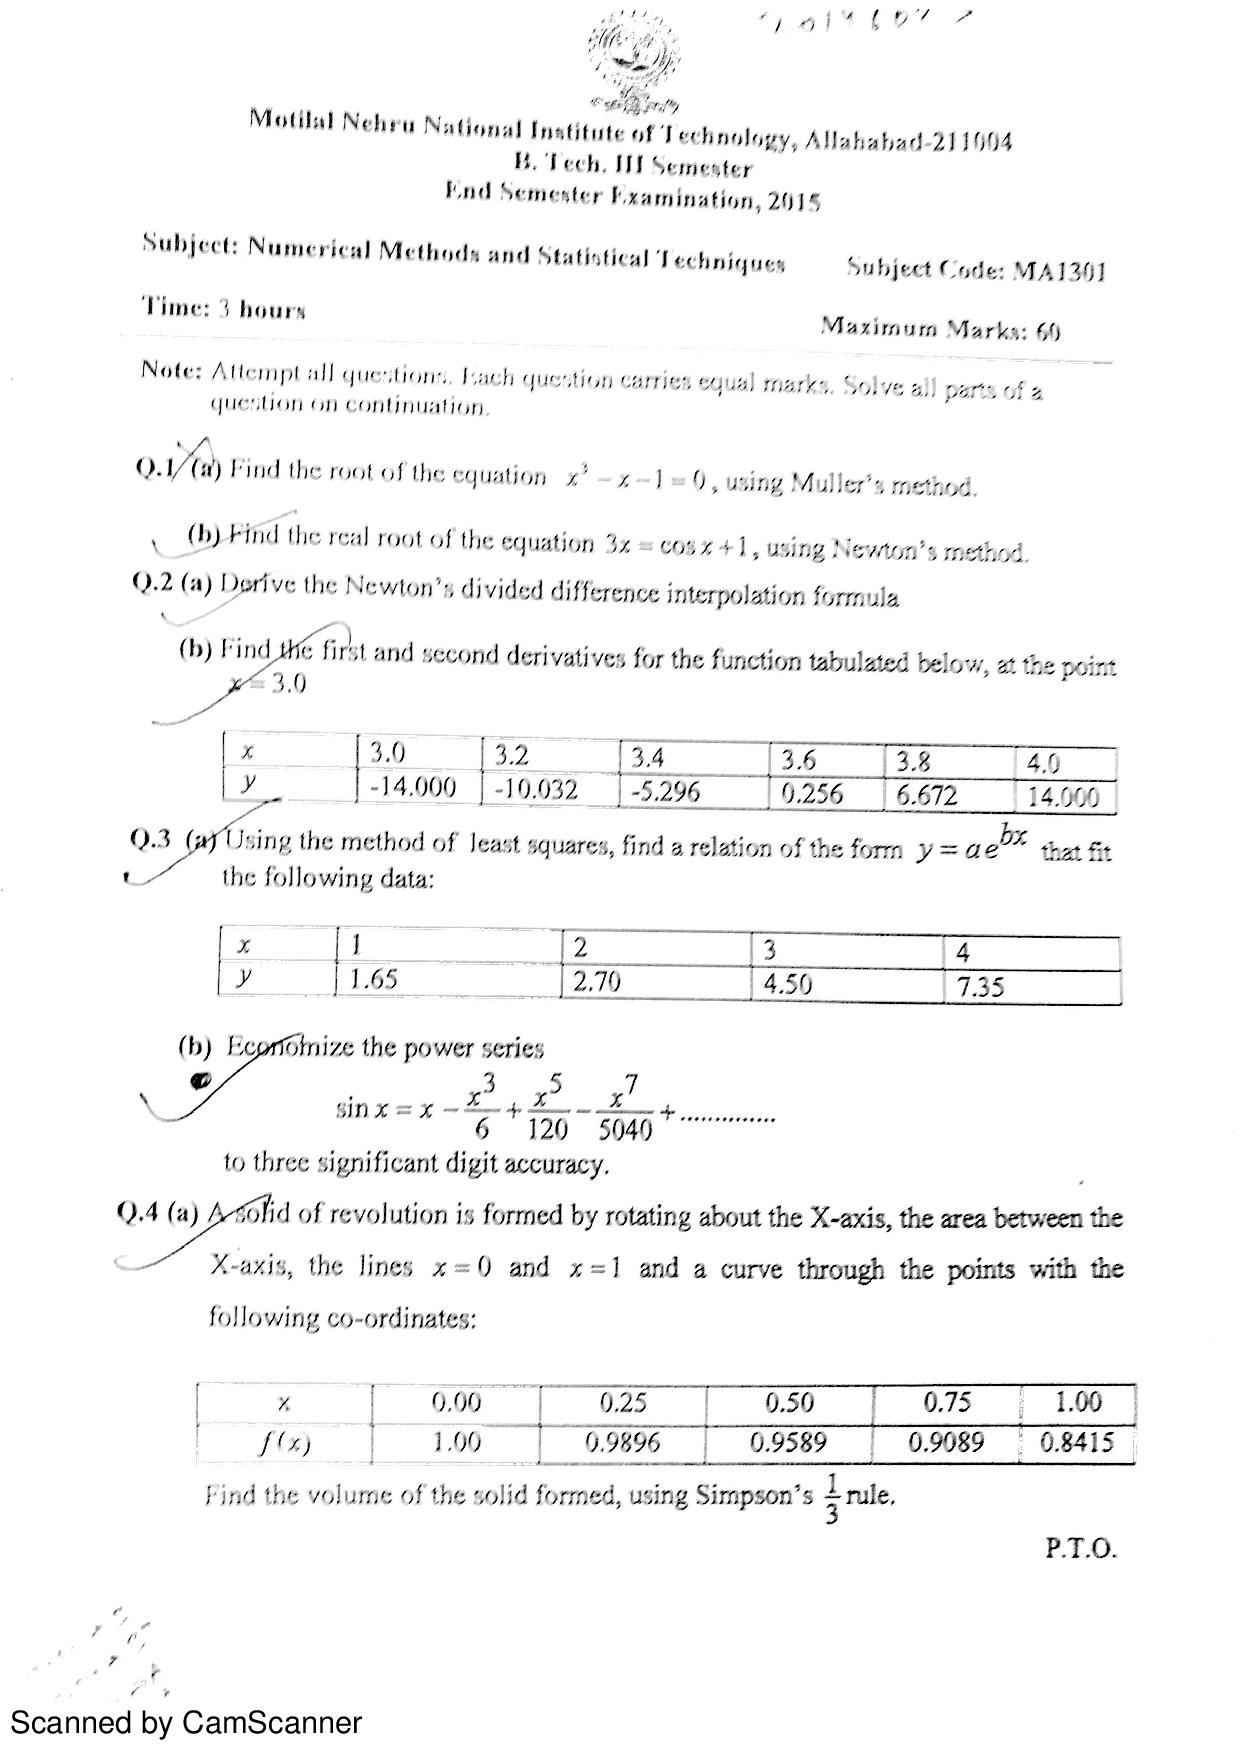 Motilal Nehru National Institute of Technology, Allahabad-211004
B. Tech. III Semester
End Semester Examination, 2015
Subject: Numerical Methods and Statistical Techniques Subject Code: MA1301
Time: 3 hours Maximum Marks: 60
Note: Attempt all questions. Each question carries equal marks. Solve all parts of a
question on continuation.
Q.1 (a) Find the root of the equation x³ − x − 1 = 0, using Muller's method.
(b) Find the real root of the equation 3x = cos x + 1, using Newton's method.
Q.2 (a) Derive the Newton's divided difference interpolation formula
(b) Find the first and second derivatives for the function tabulated below, at the point
x = 3.0
x 3.0 3.2 3.4 3.6 3.8 4.0
y -14.000 -10.032 -5.296 0.256 6.672 14.000
Q.3 (a) Using the method of least squares, find a relation of the form y = ae^bx that fit
the following data:
x 1 2 3 4
y 1.65 2.70 4.50 7.35
(b) Economize the power series
sin x = x − x³/6 + x⁵/120 − x⁷/5040 + ..............
to three significant digit accuracy.
Q.4 (a) A solid of revolution is formed by rotating about the X-axis, the area between the
X-axis, the lines x = 0 and x = 1 and a curve through the points with the
following co-ordinates:
x 0.00 0.25 0.50 0.75 1.00
f(x) 1.00 0.9896 0.9589 0.9089 0.8415
Find the volume of the solid formed, using Simpson's 1/3 rule.
P.T.O.
Scanned by CamScanner